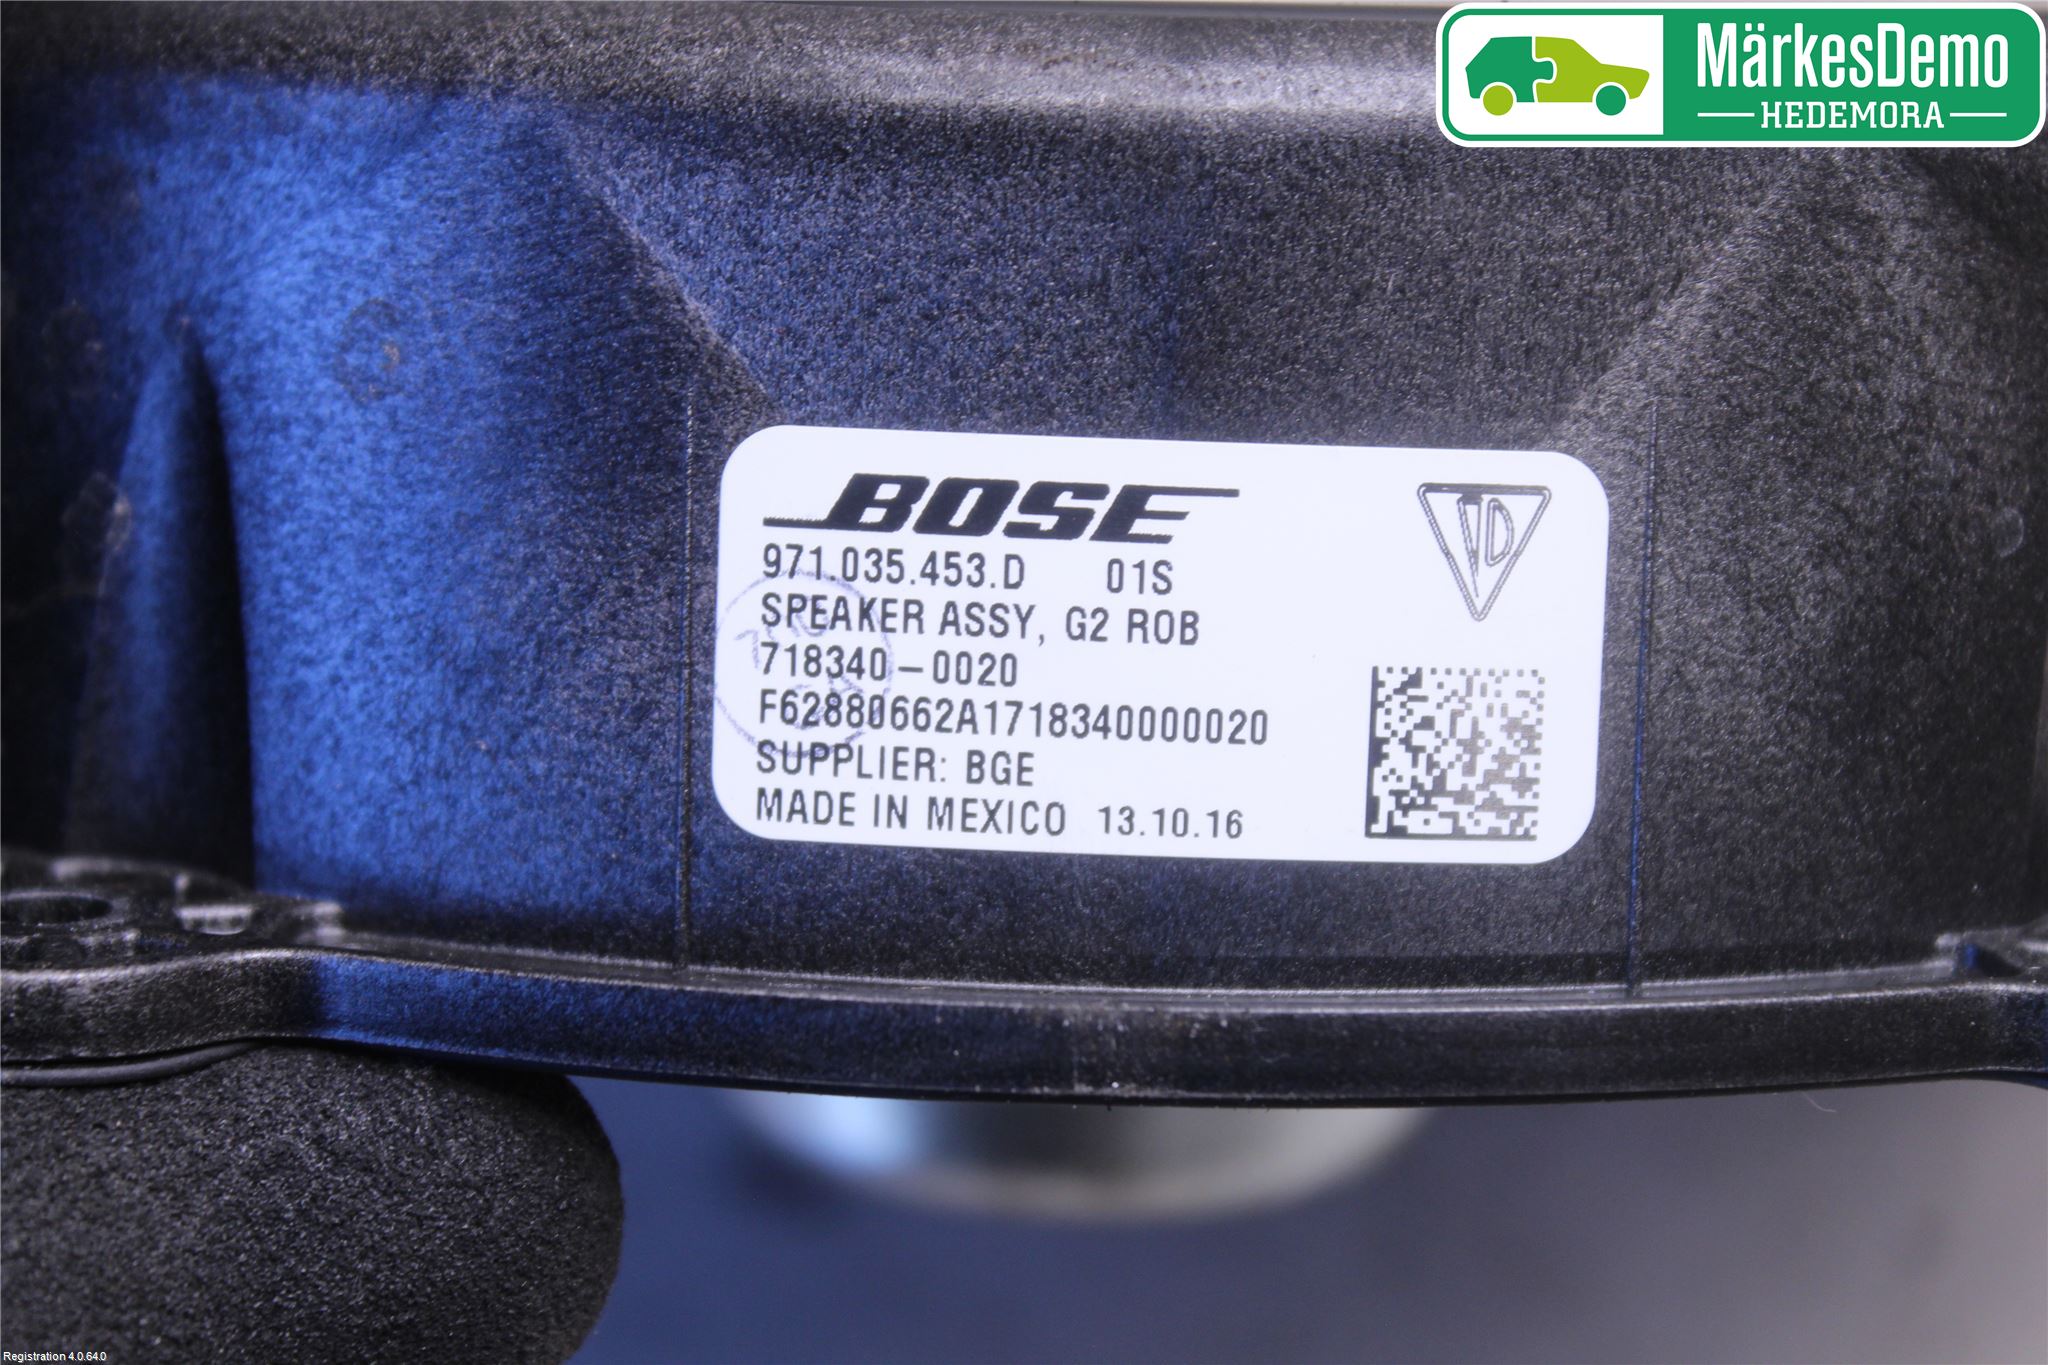 MärkesDemo
HEDEMORA
BOSE
971.035.453.D 01S
SPEAKER ASSY, G2 ROB
718340-0020
F62880662A1718340000020
SUPPLIER: BGE
MADE IN MEXICO 13.10.16
Registration 4.0.64.0